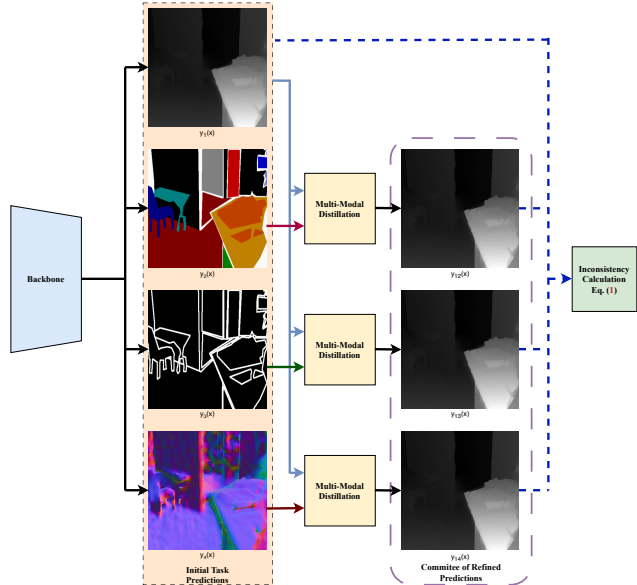 y₁(x)
Backbone
y₂(x)
Multi-Modal
Distillation
y₁₂(x)
Inconsistency
Calculation
Eq. (1)
y₃(x)
Multi-Modal
Distillation
y₁₃(x)
y₄(x)
Multi-Modal
Distillation
y₁₄(x)
Initial Task
Predictions
Commitee of Refined
Predictions